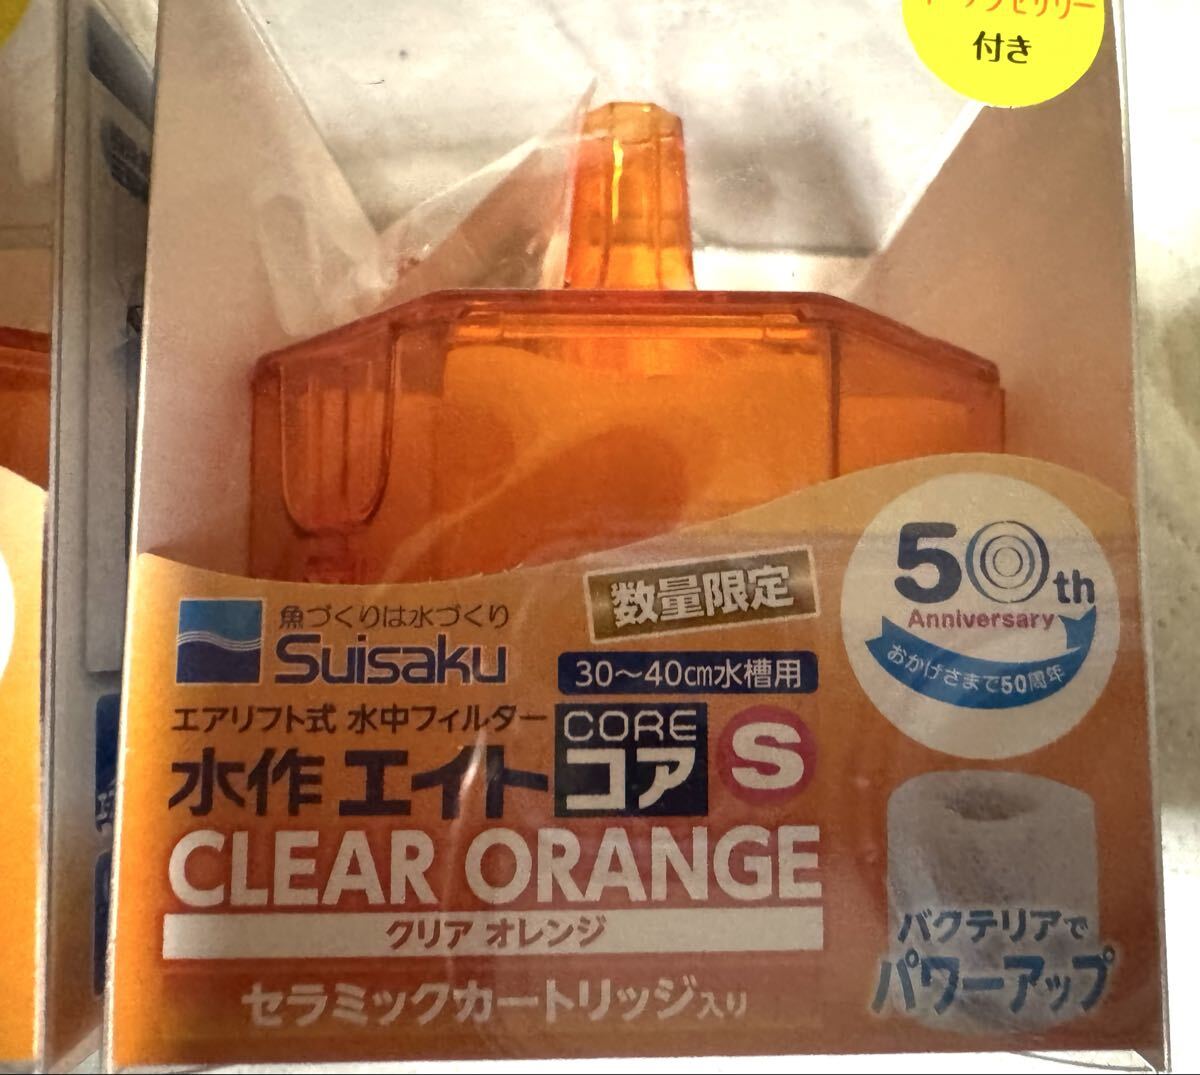 付き
数量限定
50th
Anniversary
おかげさまで50周年
魚づくりは水づくり
Suisaku
30～40cm水槽用
エアリフト式 水中フィルター
水作 エイト CORE コア S
CLEAR ORANGE
クリア オレンジ
セラミックカートリッジ入り
バクテリアで
パワーアップ